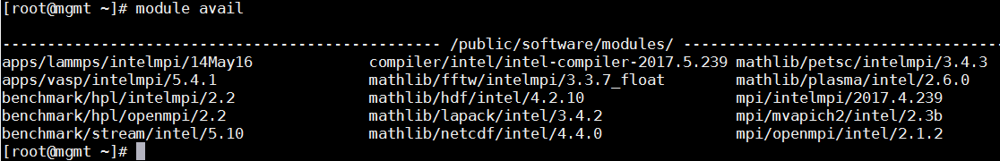 [root@mgmt ~]# module avail
------------------------------------------------- /public/software/modules/ ------------------------------------
apps/lammps/intelmpi/14May16 compiler/intel/intel-compiler-2017.5.239 mathlib/petsc/intelmpi/3.4.3
apps/vasp/intelmpi/5.4.1 mathlib/fftw/intelmpi/3.3.7_float mathlib/plasma/intel/2.6.0
benchmark/hpl/intelmpi/2.2 mathlib/hdf/intel/4.2.10 mpi/intelmpi/2017.4.239
benchmark/hpl/openmpi/2.2 mathlib/lapack/intel/3.4.2 mpi/mvapich2/intel/2.3b
benchmark/stream/intel/5.10 mathlib/netcdf/intel/4.4.0 mpi/openmpi/intel/2.1.2
[root@mgmt ~]#